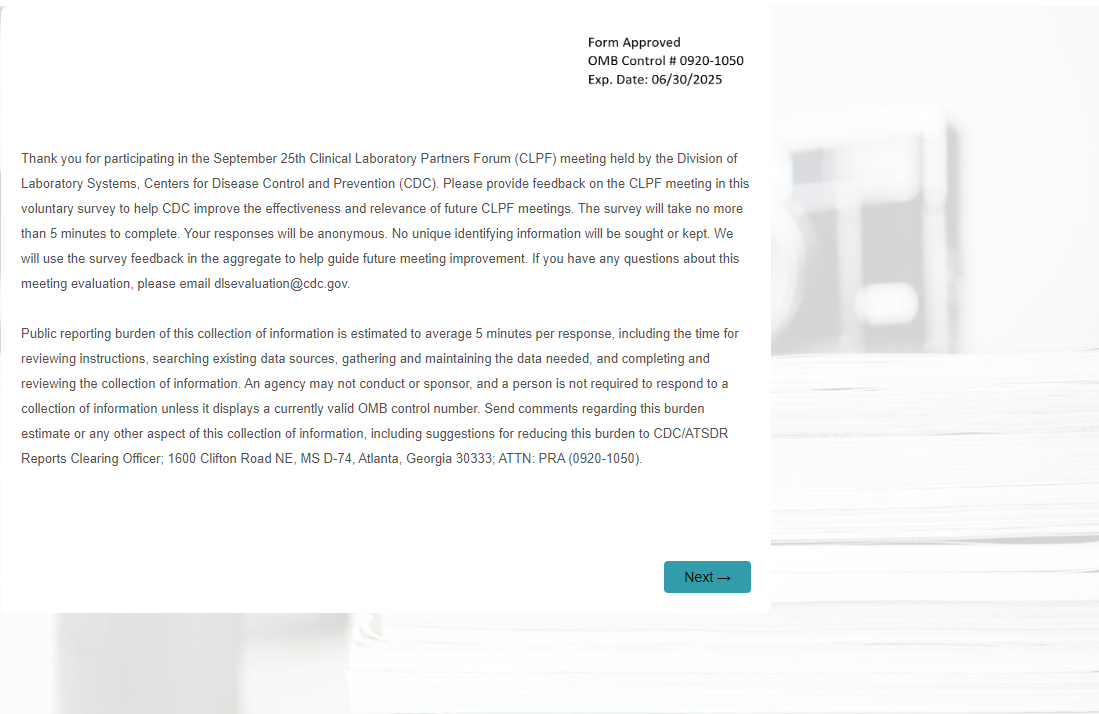 Form Approved
OMB Control # 0920-1050
Exp. Date: 06/30/2025
Thank you for participating in the September 25th Clinical Laboratory Partners Forum (CLPF) meeting held by the Division of
Laboratory Systems, Centers for Disease Control and Prevention (CDC). Please provide feedback on the CLPF meeting in this
voluntary survey to help CDC improve the effectiveness and relevance of future CLPF meetings. The survey will take no more
than 5 minutes to complete. Your responses will be anonymous. No unique identifying information will be sought or kept. We
will use the survey feedback in the aggregate to help guide future meeting improvement. If you have any questions about this
meeting evaluation, please email dlsevaluation@cdc.gov.
Public reporting burden of this collection of information is estimated to average 5 minutes per response, including the time for
reviewing instructions, searching existing data sources, gathering and maintaining the data needed, and completing and
reviewing the collection of information. An agency may not conduct or sponsor, and a person is not required to respond to a
collection of information unless it displays a currently valid OMB control number. Send comments regarding this burden
estimate or any other aspect of this collection of information, including suggestions for reducing this burden to CDC/ATSDR
Reports Clearing Officer; 1600 Clifton Road NE, MS D-74, Atlanta, Georgia 30333; ATTN: PRA (0920-1050).
Next →